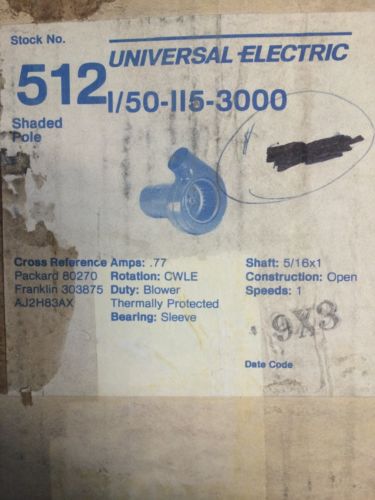 Stock No.
UNIVERSAL ELECTRIC
512
1/50-115-3000
Shaded
Pole
Cross Reference
Packard 80270
Franklin 303875
AJ2H83AX
Amps: .77
Rotation: CWLE
Duty: Blower
Thermally Protected
Bearing: Sleeve
Shaft: 5/16x1
Construction: Open
Speeds: 1
9X3
Date Code